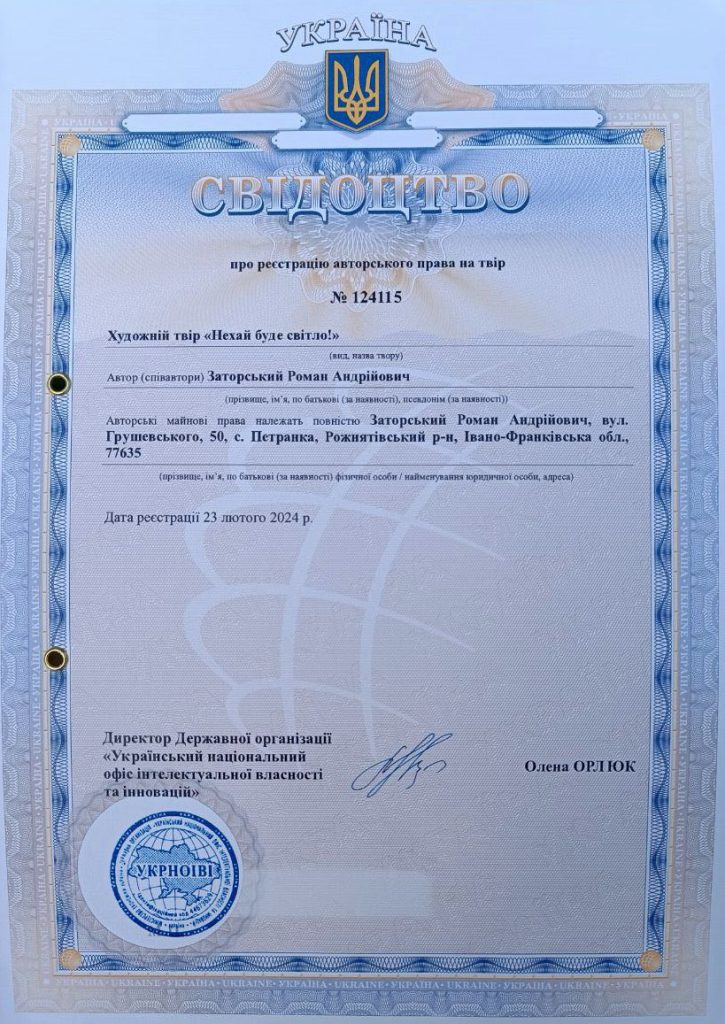 УКРАЇНА
СВІДОЦТВО
про реєстрацію авторського права на твір
№ 124115
Художній твір «Нехай буде світло!»
(вид, назва твору)
Автор (співавтори) Заторський Роман Андрійович
(прізвище, ім’я, по батькові (за наявності), псевдонім (за наявності))
Авторські майнові права належать повністю Заторський Роман Андрійович, вул.
Грушевського, 50, с. Петранка, Рожнятівський р-н, Івано-Франківська обл.,
77635
(прізвище, ім’я, по батькові (за наявності) фізичної особи / найменування юридичної особи, адреса)
Дата реєстрації 23 лютого 2024 р.
Директор Державної організації
«Український національний
офіс інтелектуальної власності
та інновацій»
Олена ОРЛЮК
УКРНОІВІ